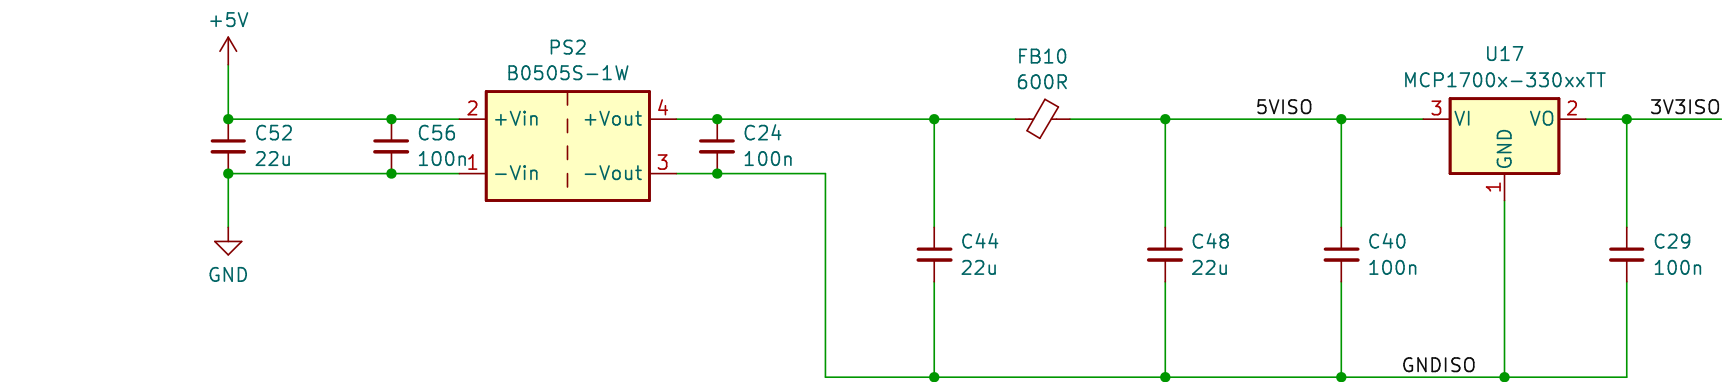 +5V
C52
22u
GND
C56
100n
PS2
B0505S-1W
2
+Vin
+Vout
4
1
-Vin
-Vout
3
C24
100n
C44
22u
FB10
600R
C48
22u
5VISO
C40
100n
GNDISO
U17
MCP1700x-330xxTT
3
VI
VO
2
GND
1
3V3ISO
C29
100n